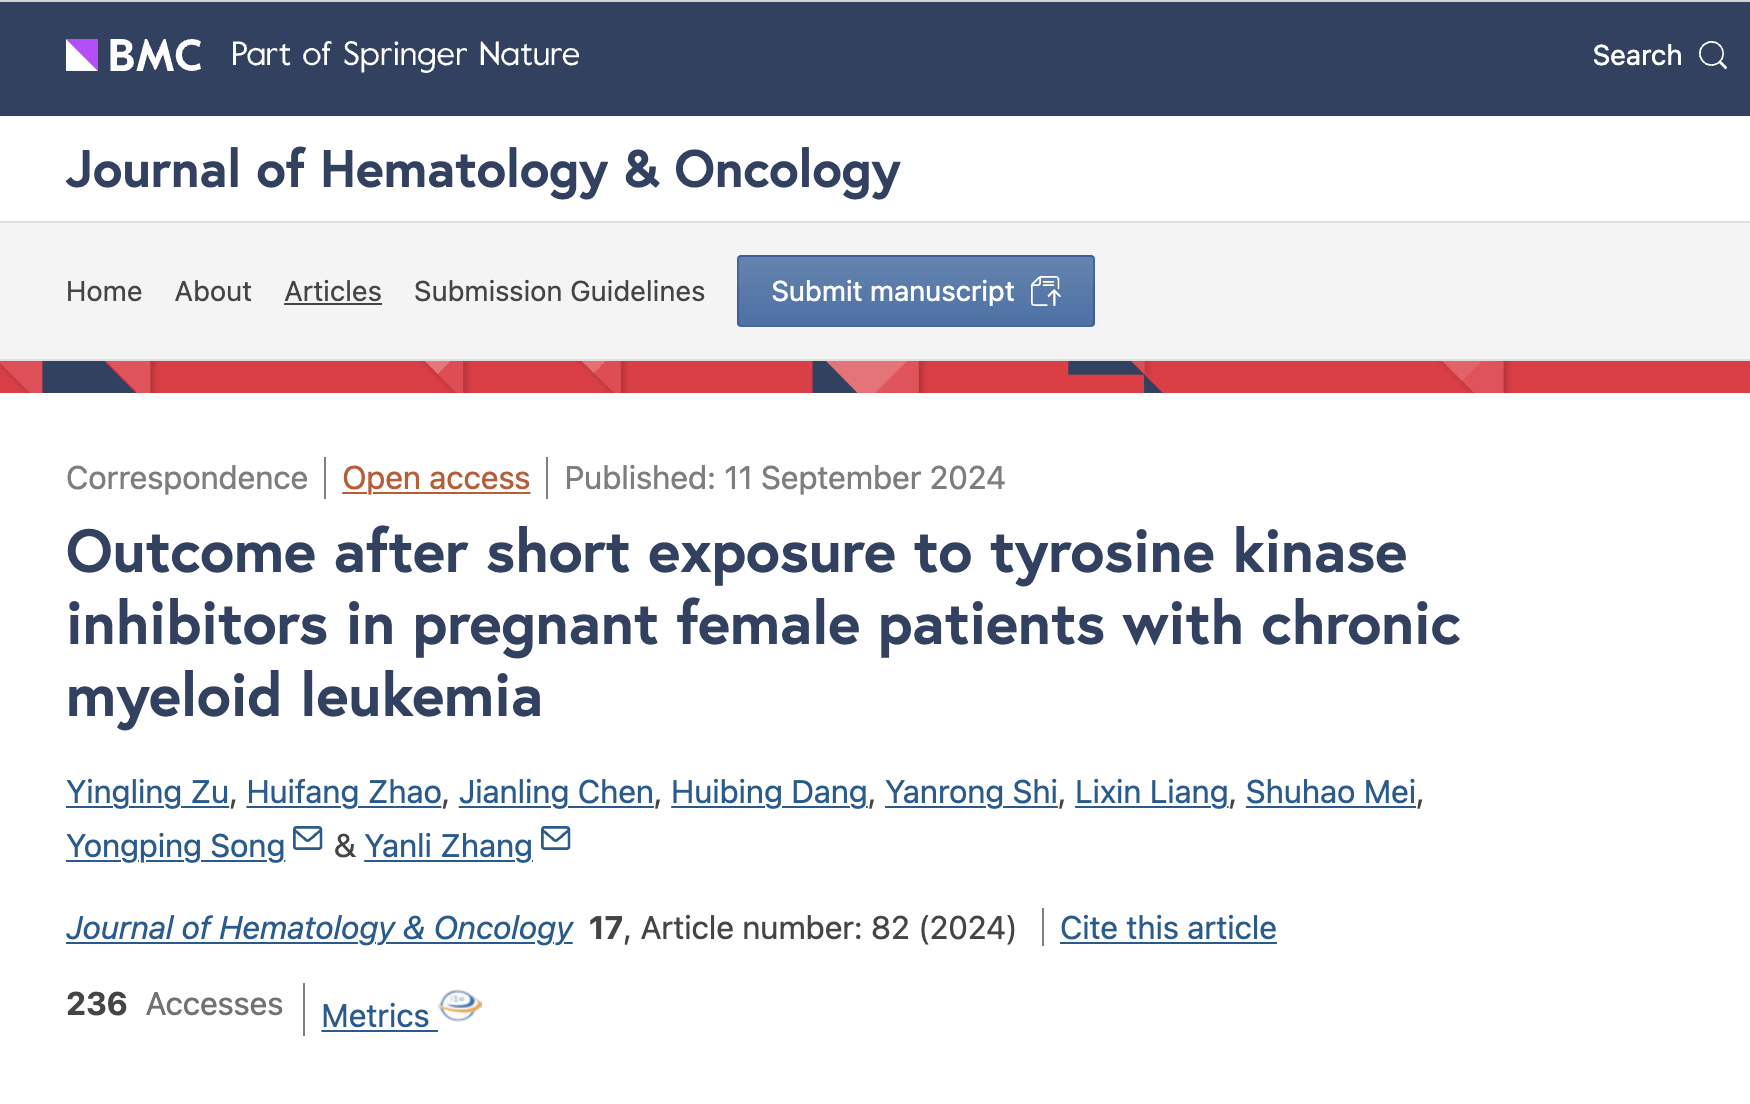 BMC Part of Springer Nature
Search
Journal of Hematology & Oncology
Home About Articles Submission Guidelines Submit manuscript
Correspondence | Open access | Published: 11 September 2024
Outcome after short exposure to tyrosine kinase
inhibitors in pregnant female patients with chronic
myeloid leukemia
Yingling Zu, Huifang Zhao, Jianling Chen, Huibing Dang, Yanrong Shi, Lixin Liang, Shuhao Mei,
Yongping Song & Yanli Zhang
Journal of Hematology & Oncology 17, Article number: 82 (2024) | Cite this article
236 Accesses | Metrics